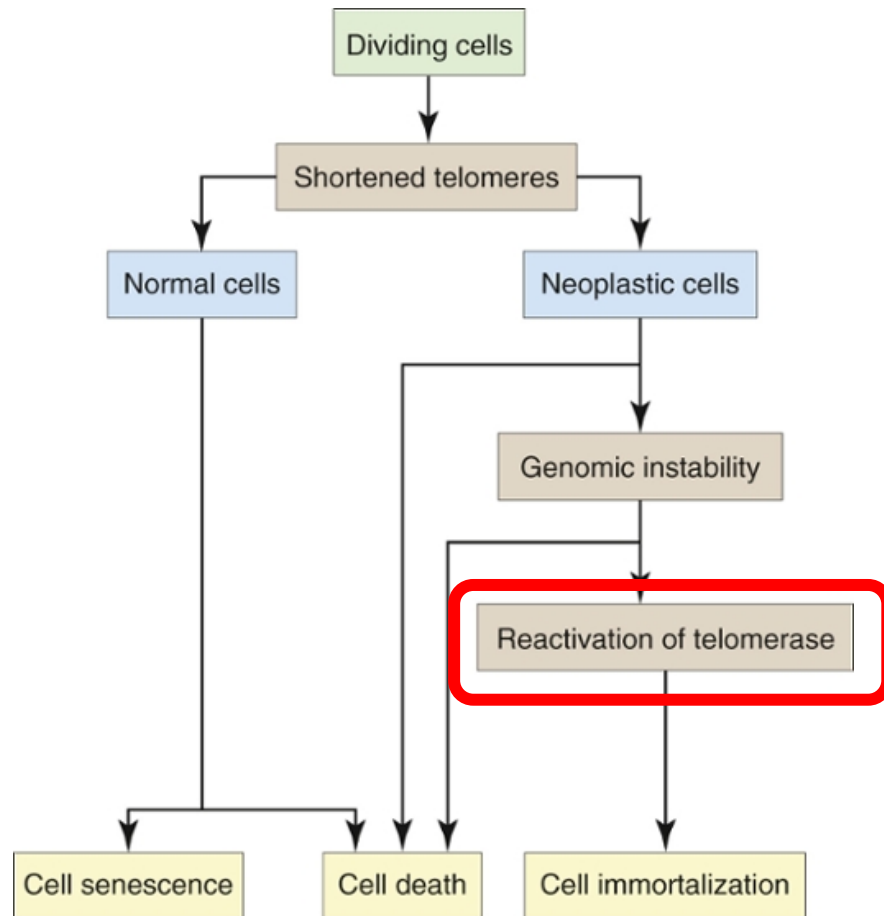 Dividing cells
Shortened telomeres
Normal cells
Neoplastic cells
Genomic instability
Reactivation of telomerase
Cell senescence
Cell death
Cell immortalization